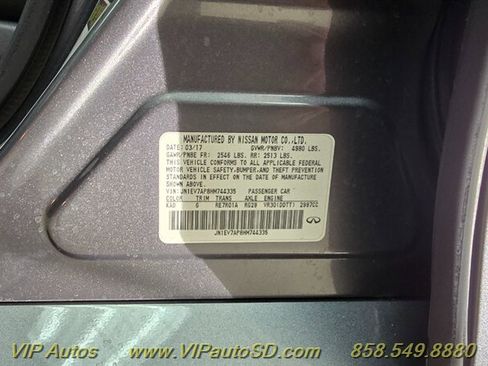 MANUFACTURED BY NISSAN MOTOR CO.,LTD.
DATE: 03/17 GVWR/PNBV: 4980 LBS.
GAWR/PNBE FR: 2546 LBS. RR: 2513 LBS.
THIS VEHICLE CONFORMS TO ALL APPLICABLE FEDERAL
MOTOR VEHICLE SAFETY,BUMPER,AND THEFT PREVENTION
STANDARDS IN EFFECT ON THE DATE OF MANUFACTURE
SHOWN ABOVE.
VIN: JN1EV7AP8HM744335 PASSENGER CAR
COLOR TRIM TRANS AXLE ENGINE
KAD G RE7R01A RG29 VR30(DDTT) 2997CC
JN1EV7AP8HM744335
VIP Autos www.VIPautoSD.com 858.549.8880